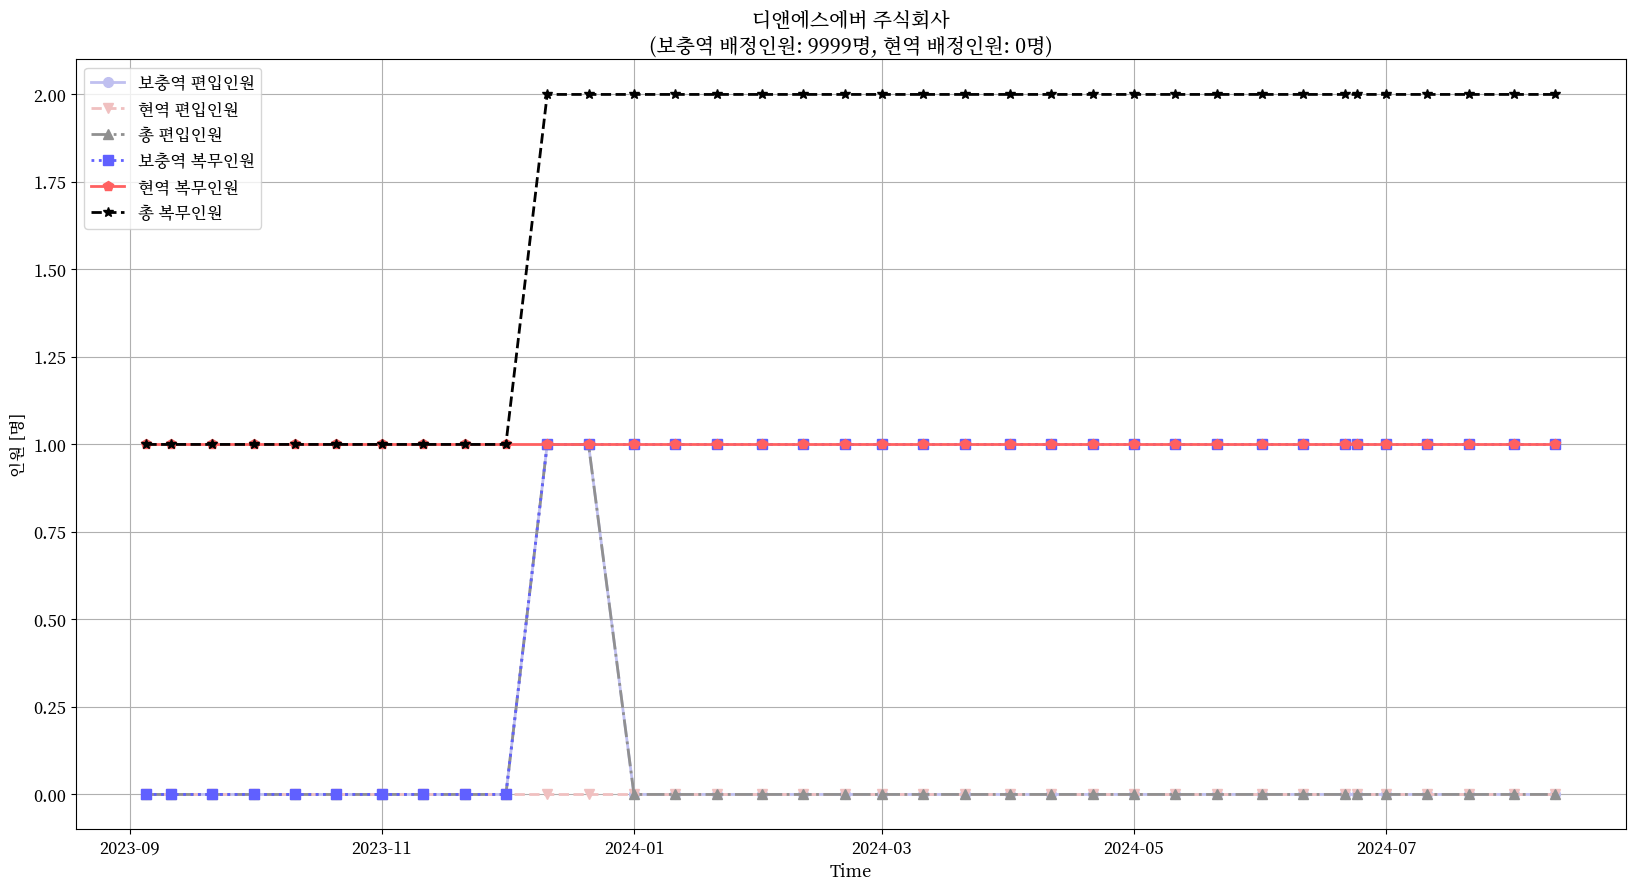 디앤에스에버 주식회사
(보충역 배정인원: 9999명, 현역 배정인원: 0명)
보충역 편입인원
현역 편입인원
총 편입인원
보충역 복무인원
현역 복무인원
총 복무인원
2.00
1.75
1.50
1.25
1.00
0.75
0.50
0.25
0.00
인원 [명]
2023-09
2023-11
2024-01
2024-03
2024-05
2024-07
Time